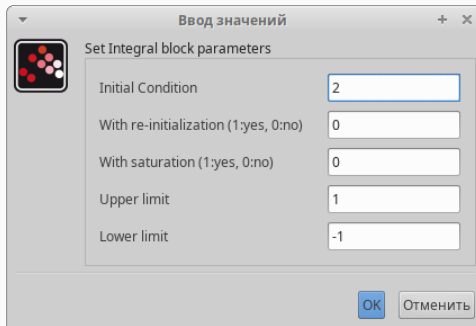 Ввод значений
Set Integral block parameters
Initial Condition 2
With re-initialization (1:yes, 0:no) 0
With saturation (1:yes, 0:no) 0
Upper limit 1
Lower limit -1
OK Отменить